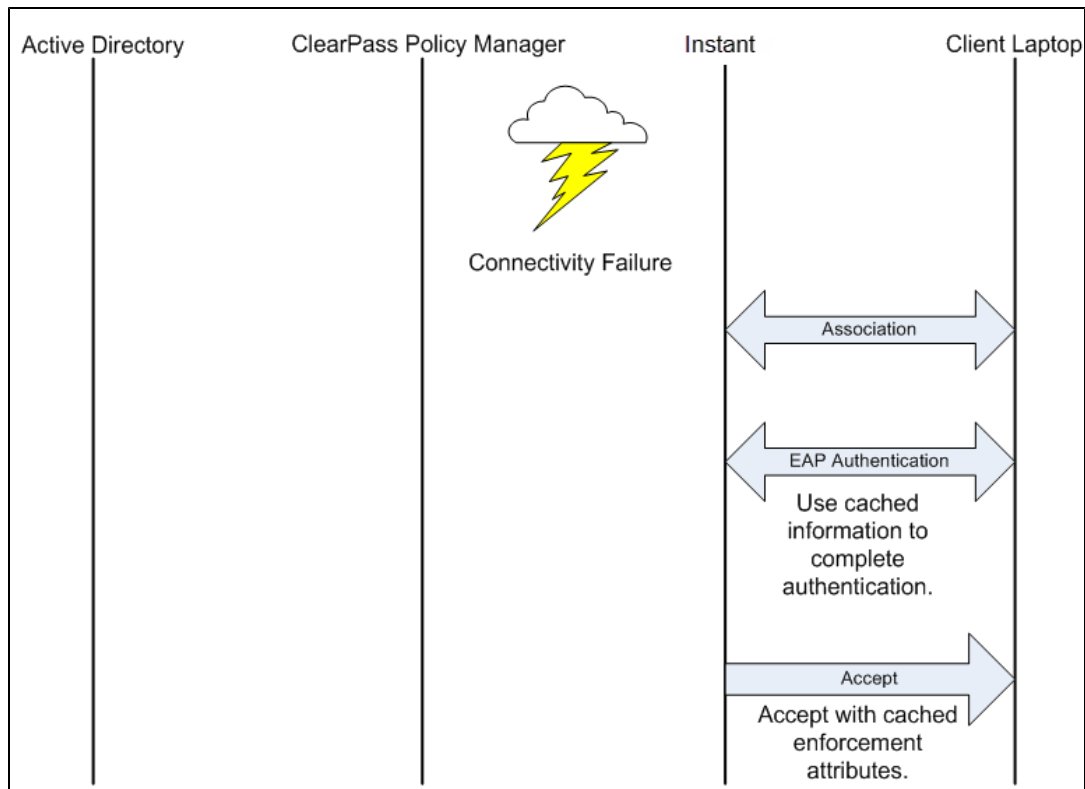 Active Directory
ClearPass Policy Manager
Instant
Client Laptop
Connectivity Failure
Association
EAP Authentication
Use cached
information to
complete
authentication.
Accept
Accept with cached
enforcement
attributes.